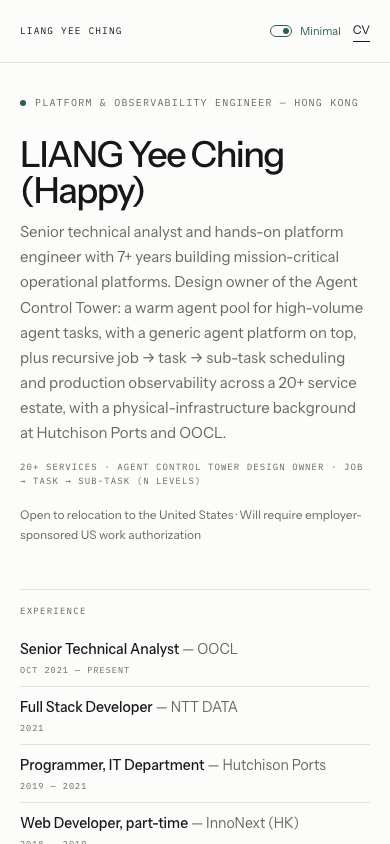 LIANG YEE CHING
Minimal
CV
PLATFORM & OBSERVABILITY ENGINEER — HONG KONG
LIANG Yee Ching
(Happy)
Senior technical analyst and hands-on platform
engineer with 7+ years building mission-critical
operational platforms. Design owner of the Agent
Control Tower: a warm agent pool for high-volume
agent tasks, with a generic agent platform on top,
plus recursive job → task → sub-task scheduling
and production observability across a 20+ service
estate, with a physical-infrastructure background
at Hutchison Ports and OOCL.
20+ SERVICES · AGENT CONTROL TOWER DESIGN OWNER · JOB
→ TASK → SUB-TASK (N LEVELS)
Open to relocation to the United States · Will require employer-
sponsored US work authorization
EXPERIENCE
Senior Technical Analyst — OOCL
OCT 2021 — PRESENT
Full Stack Developer — NTT DATA
2021
Programmer, IT Department — Hutchison Ports
2019 — 2021
Web Developer, part-time — InnoNext (HK)
2018 — 2019